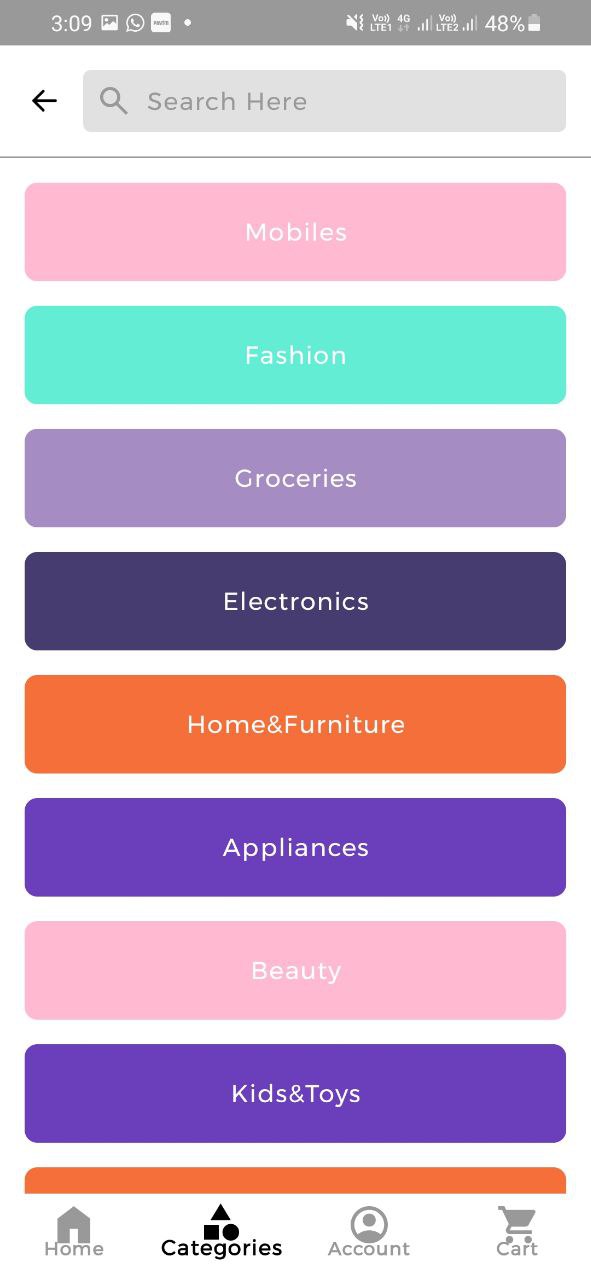 3:09
PAYTM
Vo)) 4G Vo))
LTE1 LTE2 48%
Search Here
Mobiles
Fashion
Groceries
Electronics
Home&Furniture
Appliances
Beauty
Kids&Toys
Home Categories Account Cart